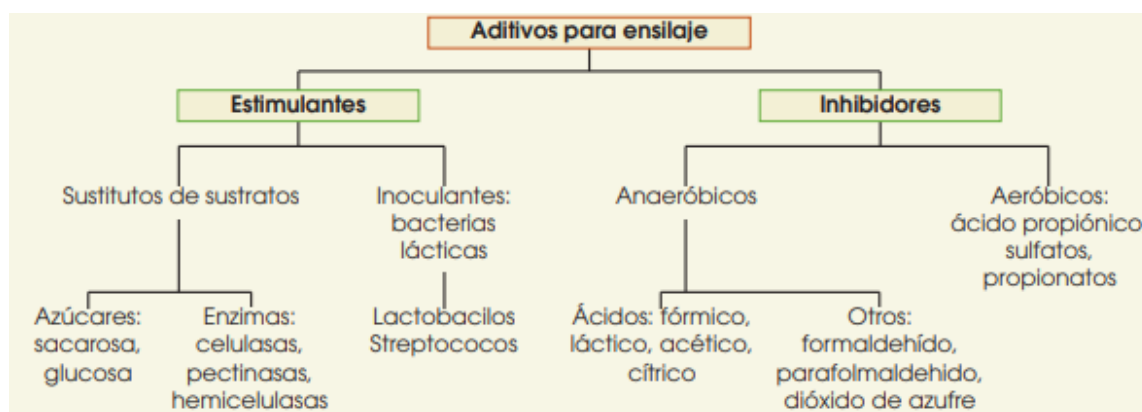 Aditivos para ensilaje
Estimulantes
Inhibidores
Sustitutos de sustratos
Inoculantes:
bacterias
lácticas
Anaeróbicos
Aeróbicos:
ácido propiónico
sulfatos,
propionatos
Azúcares:
sacarosa,
glucosa
Enzimas:
celulasas,
pectinasas,
hemicelulasas
Lactobacilos
Streptococos
Ácidos: fórmico,
láctico, acético,
cítrico
Otros:
formaldehído,
parafolmaldehido,
dióxido de azufre